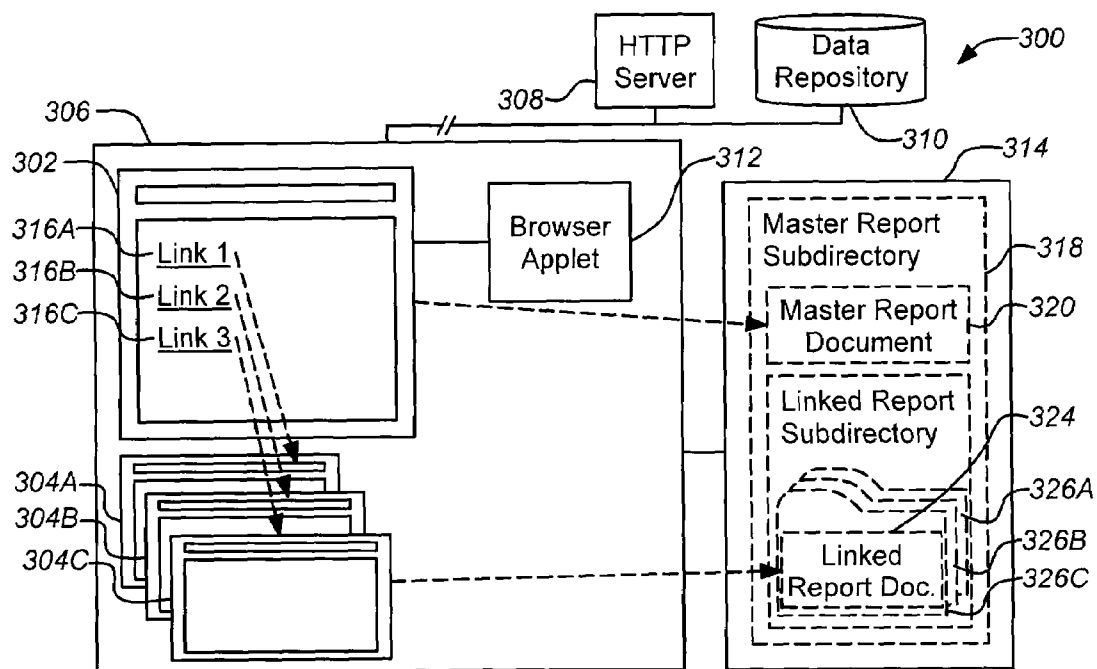 HTTP
Server
308
Data
Repository
310
300
306
302
312
314
316A
316B
316C
Link 1
Link 2
Link 3
Browser
Applet
Master Report
Subdirectory
318
Master Report
Document
320
Linked Report
Subdirectory
324
304A
304B
304C
326A
326B
326C
Linked
Report Doc.